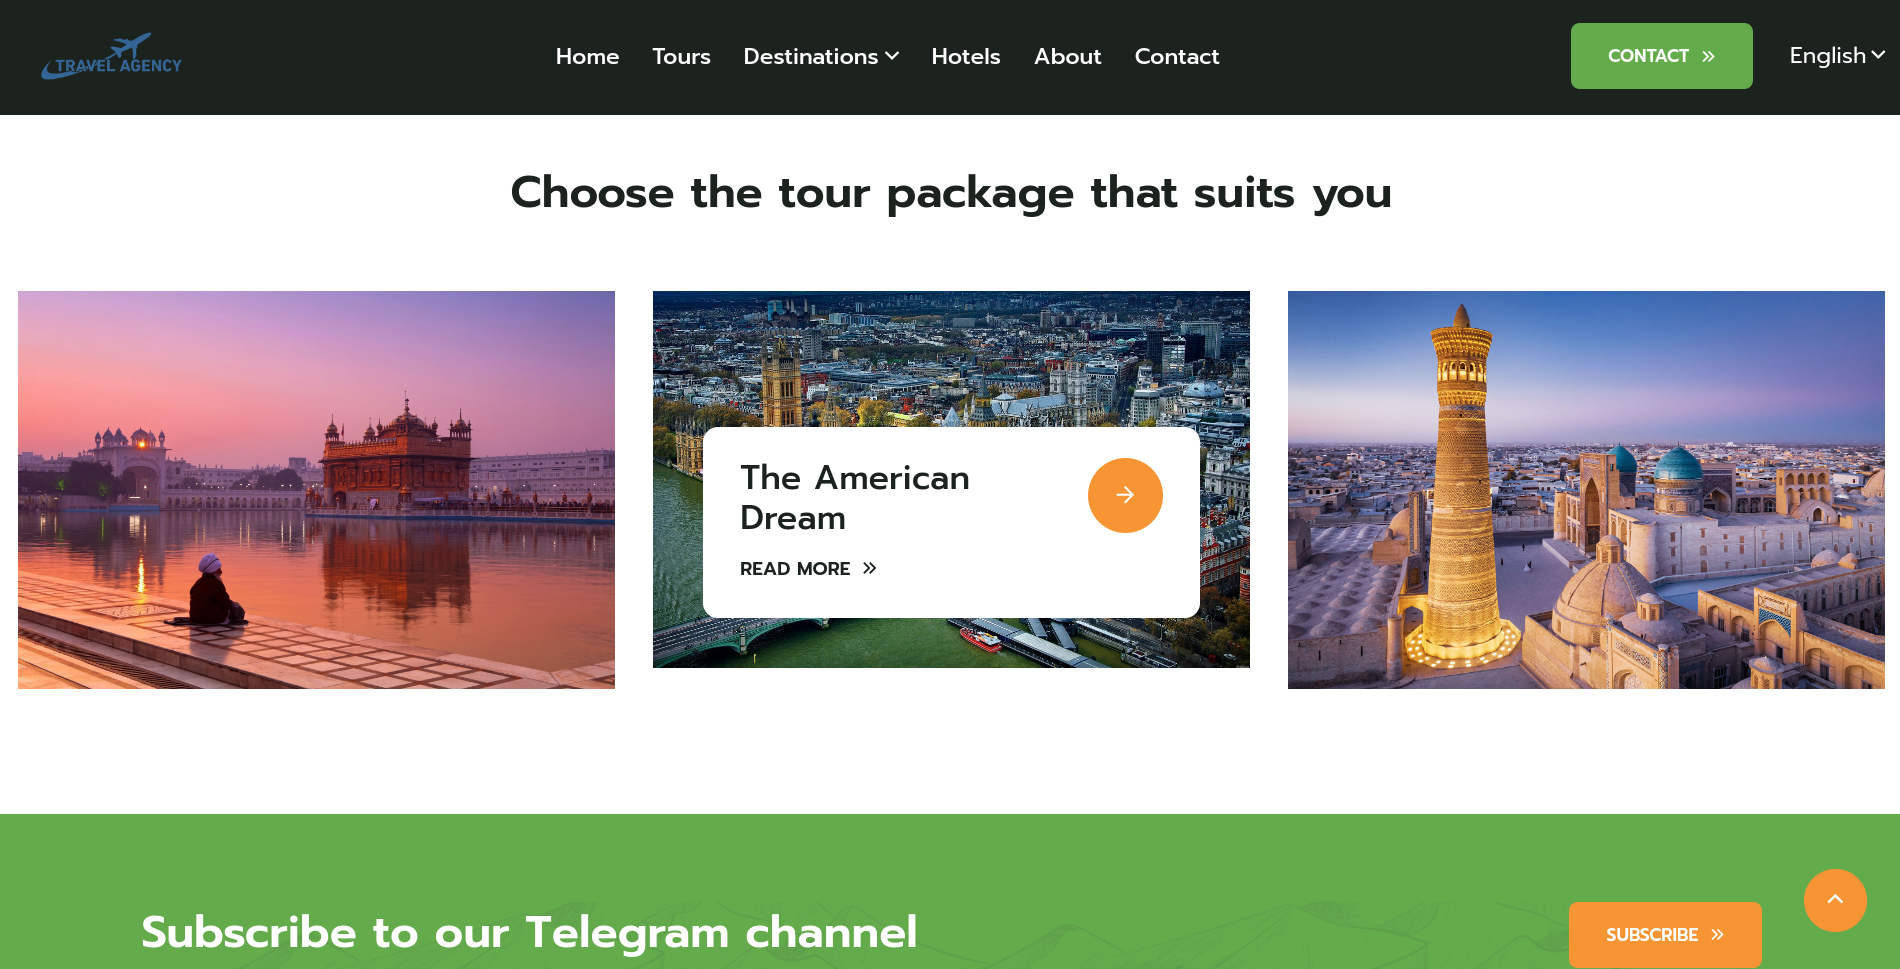 TRAVEL AGENCY
Home
Tours
Destinations
Hotels
About
Contact
CONTACT
English
Choose the tour package that suits you
The American
Dream
READ MORE
Subscribe to our Telegram channel
SUBSCRIBE